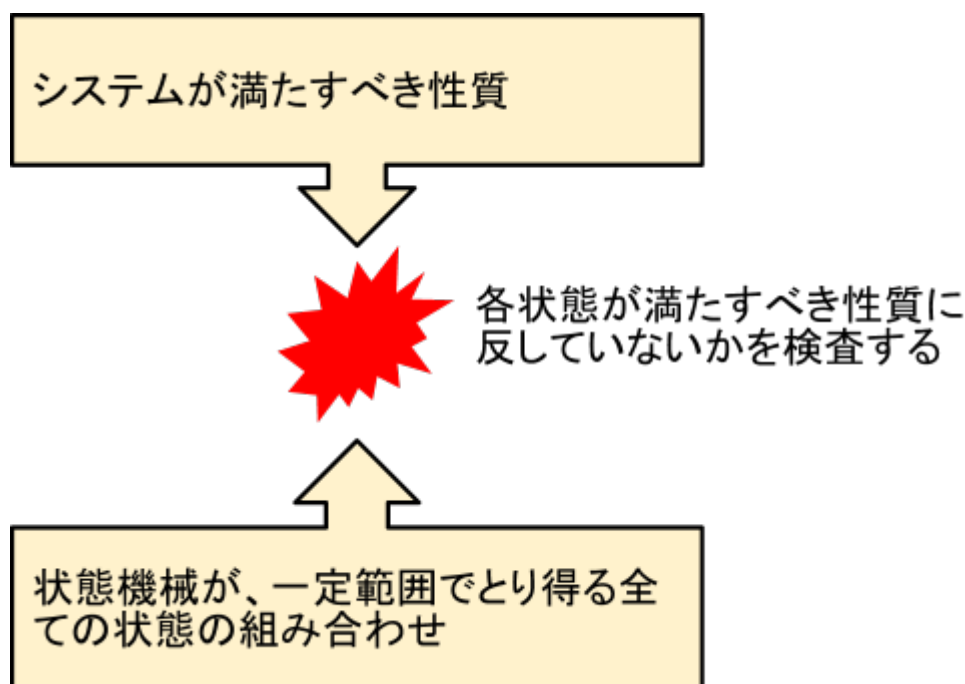 システムが満たすべき性質
各状態が満たすべき性質に
反していないかを検査する
状態機械が、一定範囲でとり得る全
ての状態の組み合わせ